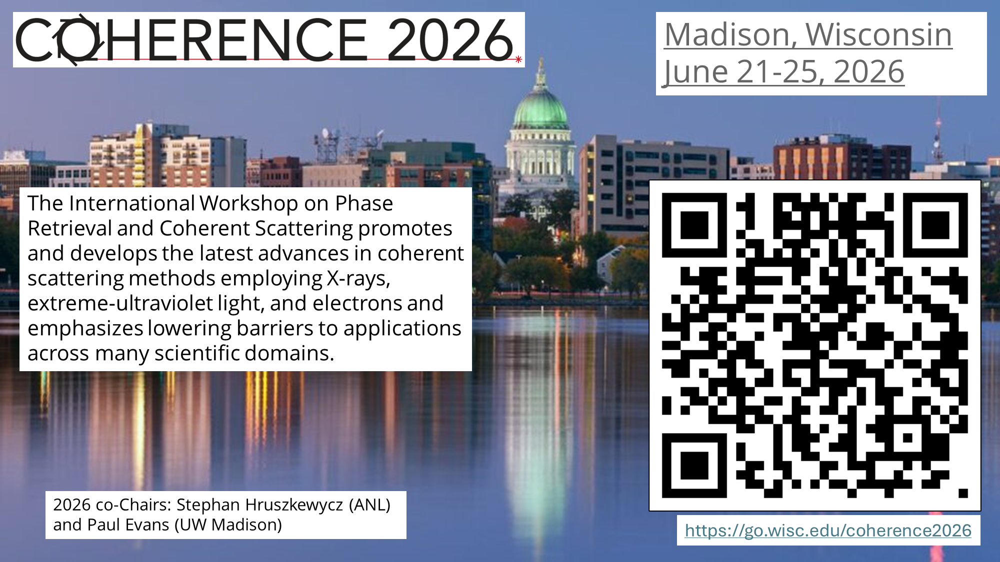 COHERENCE 2026
Madison, Wisconsin
June 21-25, 2026
The International Workshop on Phase
Retrieval and Coherent Scattering promotes
and develops the latest advances in coherent
scattering methods employing X-rays,
extreme-ultraviolet light, and electrons and
emphasizes lowering barriers to applications
across many scientific domains.
2026 co-Chairs: Stephan Hruszkewycz (ANL)
and Paul Evans (UW Madison)
https://go.wisc.edu/coherence2026